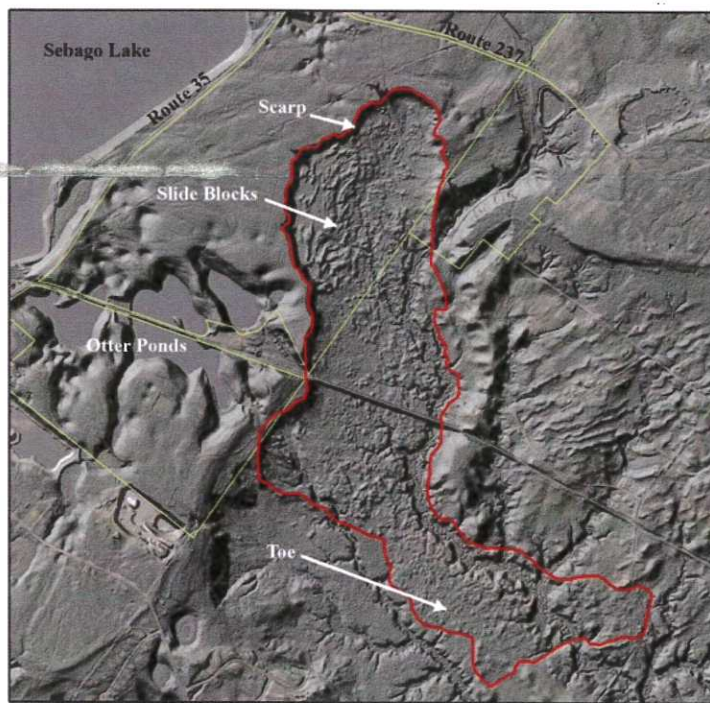 Sebago Lake
Route 35
Route 237
Scarp
Slide Blocks
Otter Ponds
Toe